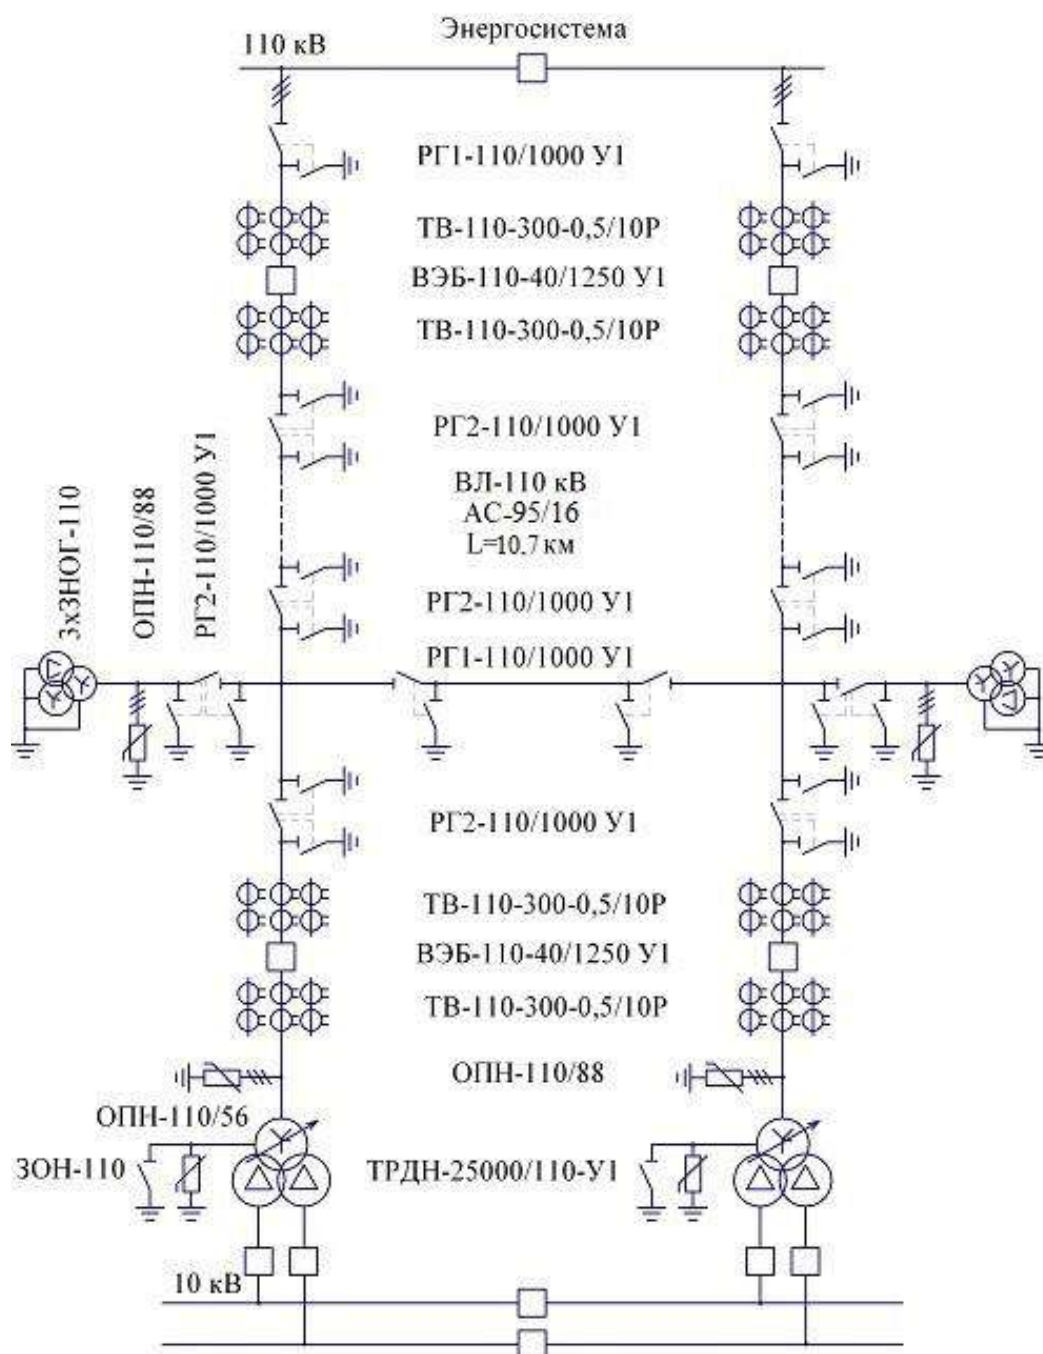 Энергосистема
110 кВ
РГ1-110/1000 У1
ТВ-110-300-0,5/10Р
ВЭБ-110-40/1250 У1
ТВ-110-300-0,5/10Р
РГ2-110/1000 У1
ВЛ-110 кВ
АС-95/16
L=10.7 км
3хЗНОГ-110
ОПН-110/88
РГ2-110/1000 У1
РГ2-110/1000 У1
РГ1-110/1000 У1
РГ2-110/1000 У1
ТВ-110-300-0,5/10Р
ВЭБ-110-40/1250 У1
ТВ-110-300-0,5/10Р
ОПН-110/88
ОПН-110/56
ЗОН-110
ТРДН-25000/110-У1
10 кВ